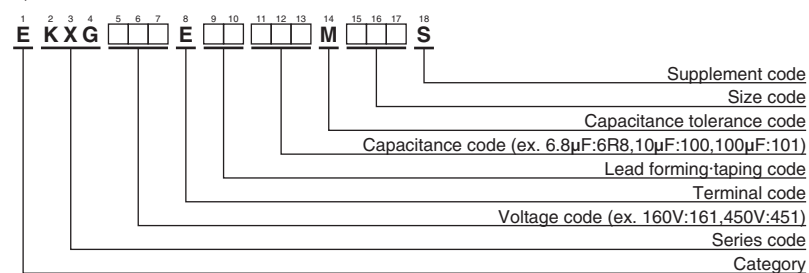 1 2 3 4 5 6 7 8 9 10 11 12 13 14 15 16 17 18
E K X G □□□ E □□ □□□ M □□□ S
Supplement code
Size code
Capacitance tolerance code
Capacitance code (ex. 6.8μF:6R8,10μF:100,100μF:101)
Lead forming·taping code
Terminal code
Voltage code (ex. 160V:161,450V:451)
Series code
Category